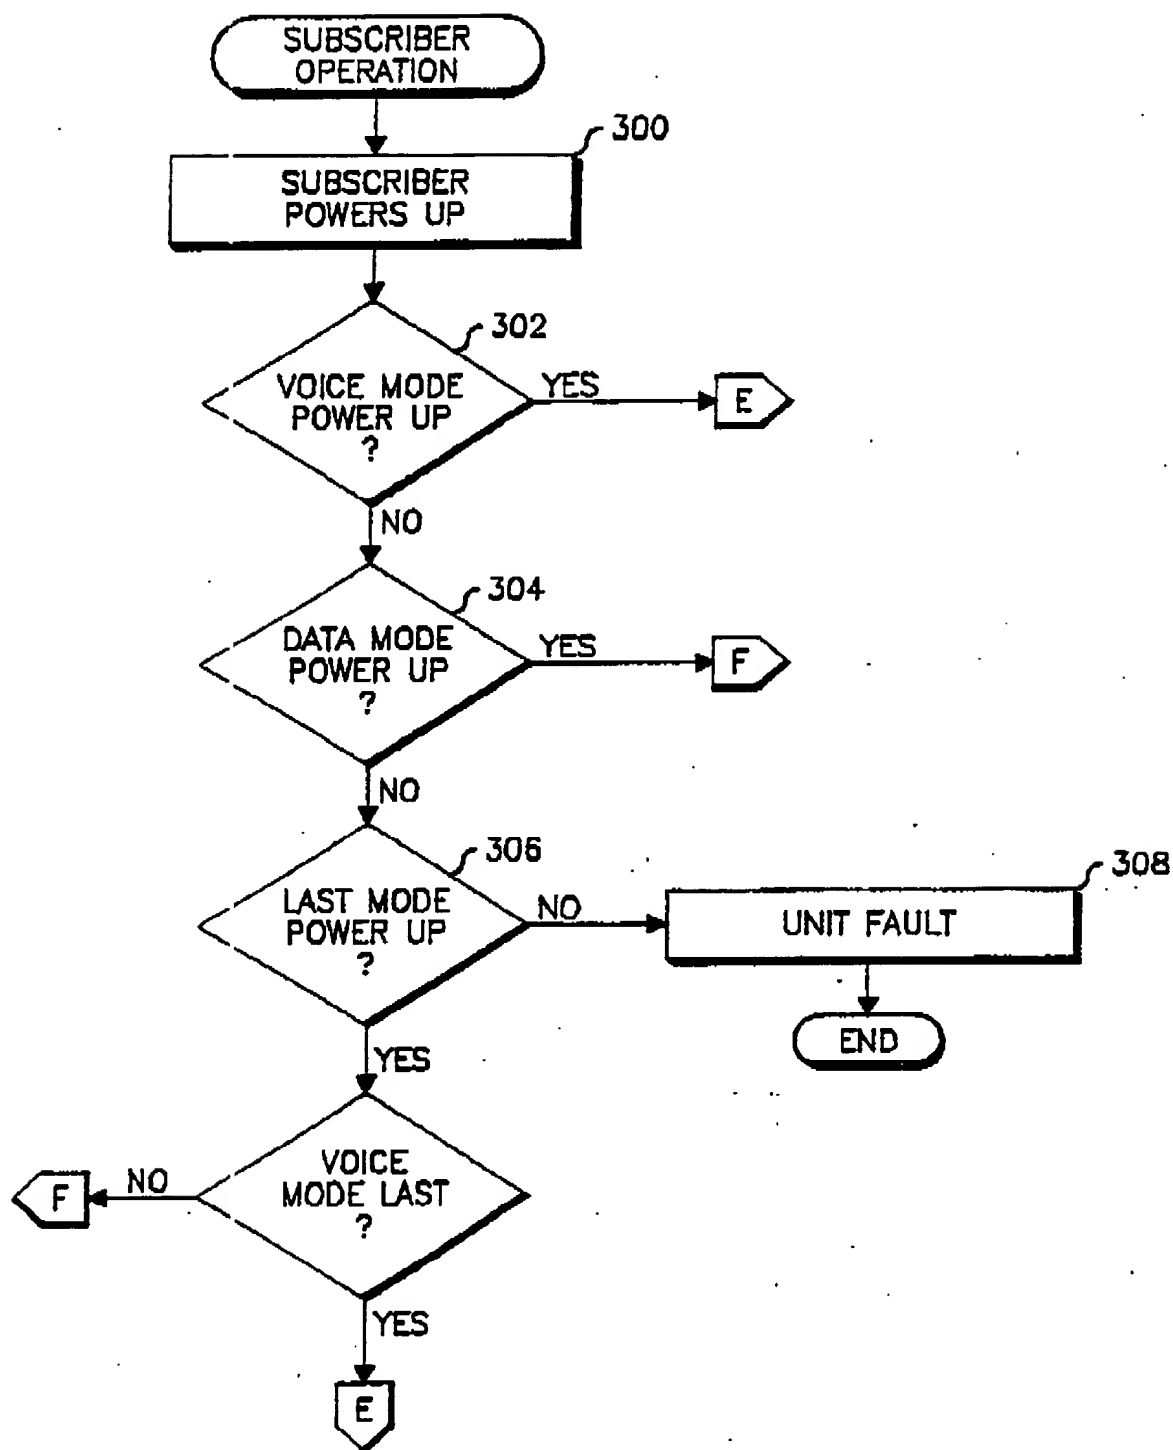 SUBSCRIBER
OPERATION
300
SUBSCRIBER
POWERS UP
302
VOICE MODE
POWER UP
?
YES
E
NO
304
DATA MODE
POWER UP
?
YES
F
NO
306
LAST MODE
POWER UP
?
NO
308
UNIT FAULT
END
YES
VOICE
MODE LAST
?
NO
F
YES
E